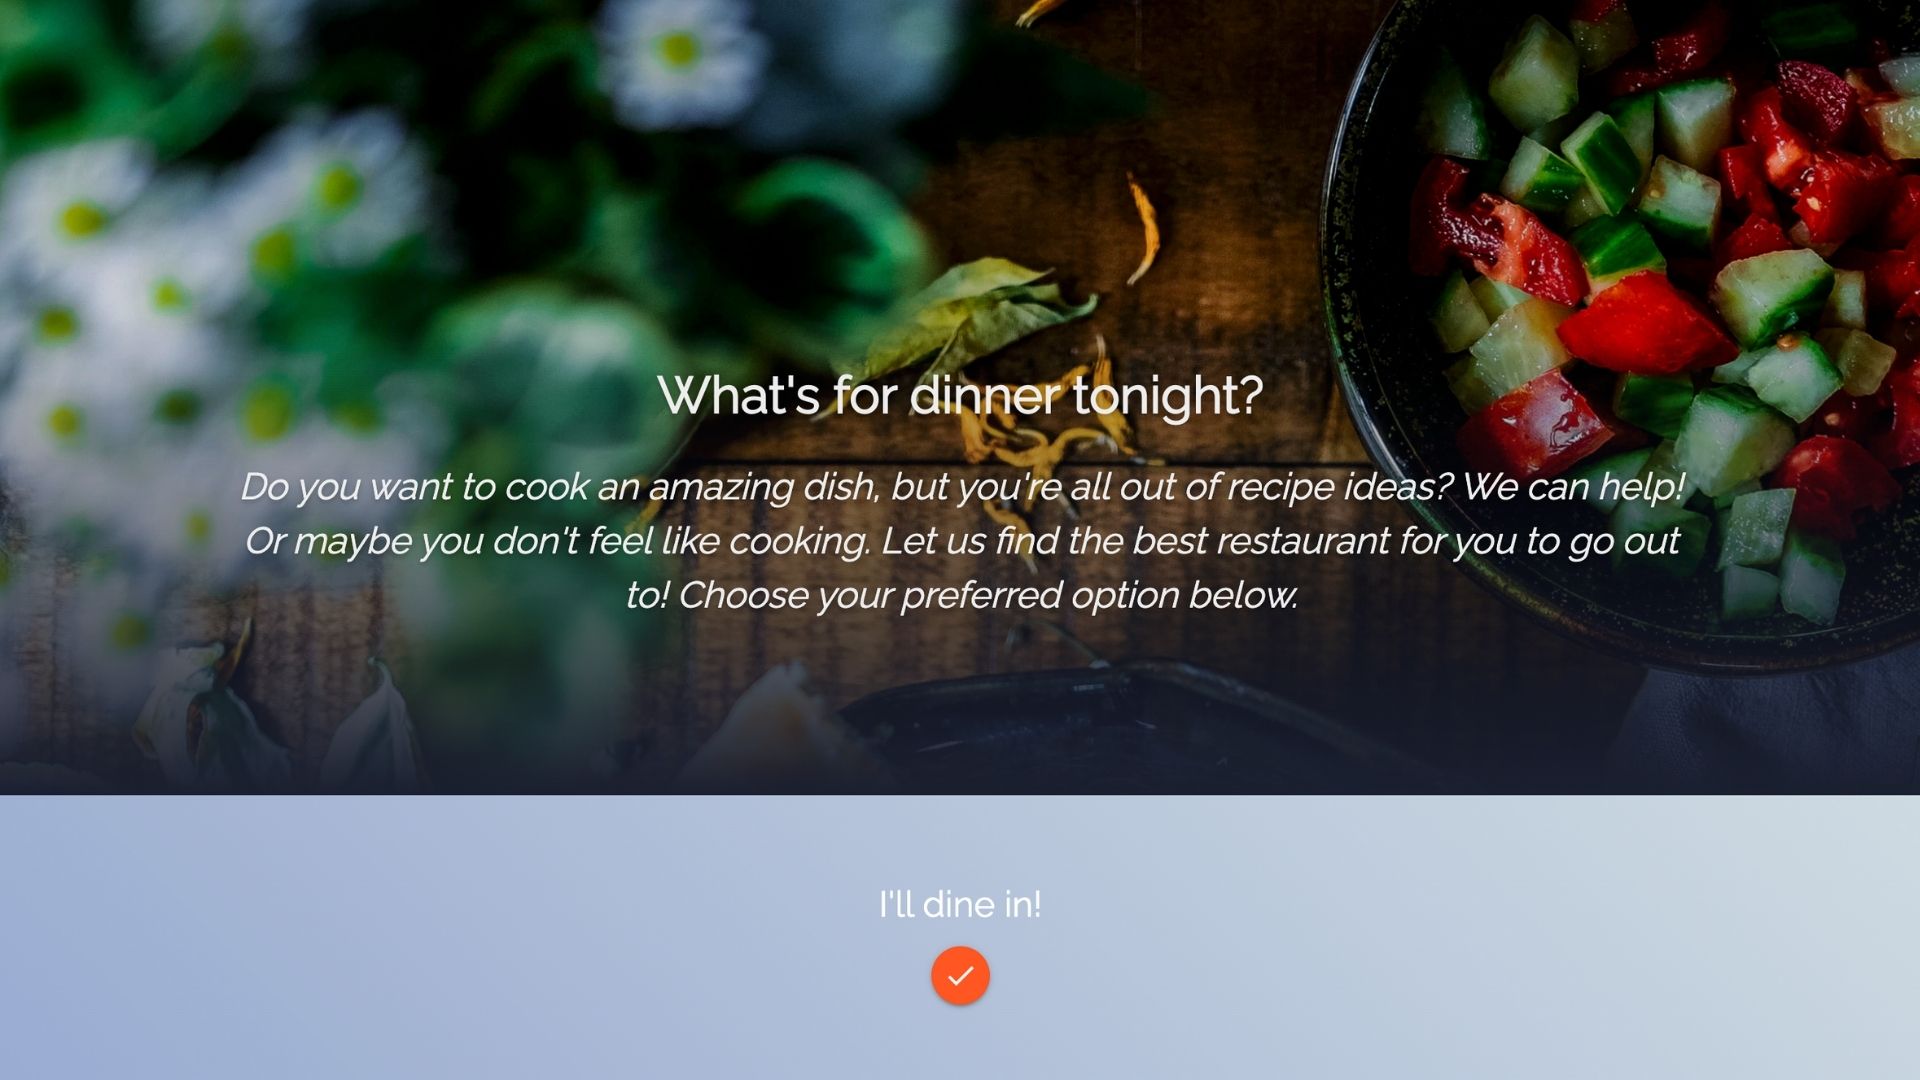 What's for dinner tonight?
Do you want to cook an amazing dish, but you're all out of recipe ideas? We can help!
Or maybe you don't feel like cooking. Let us find the best restaurant for you to go out
to! Choose your preferred option below.
I'll dine in!